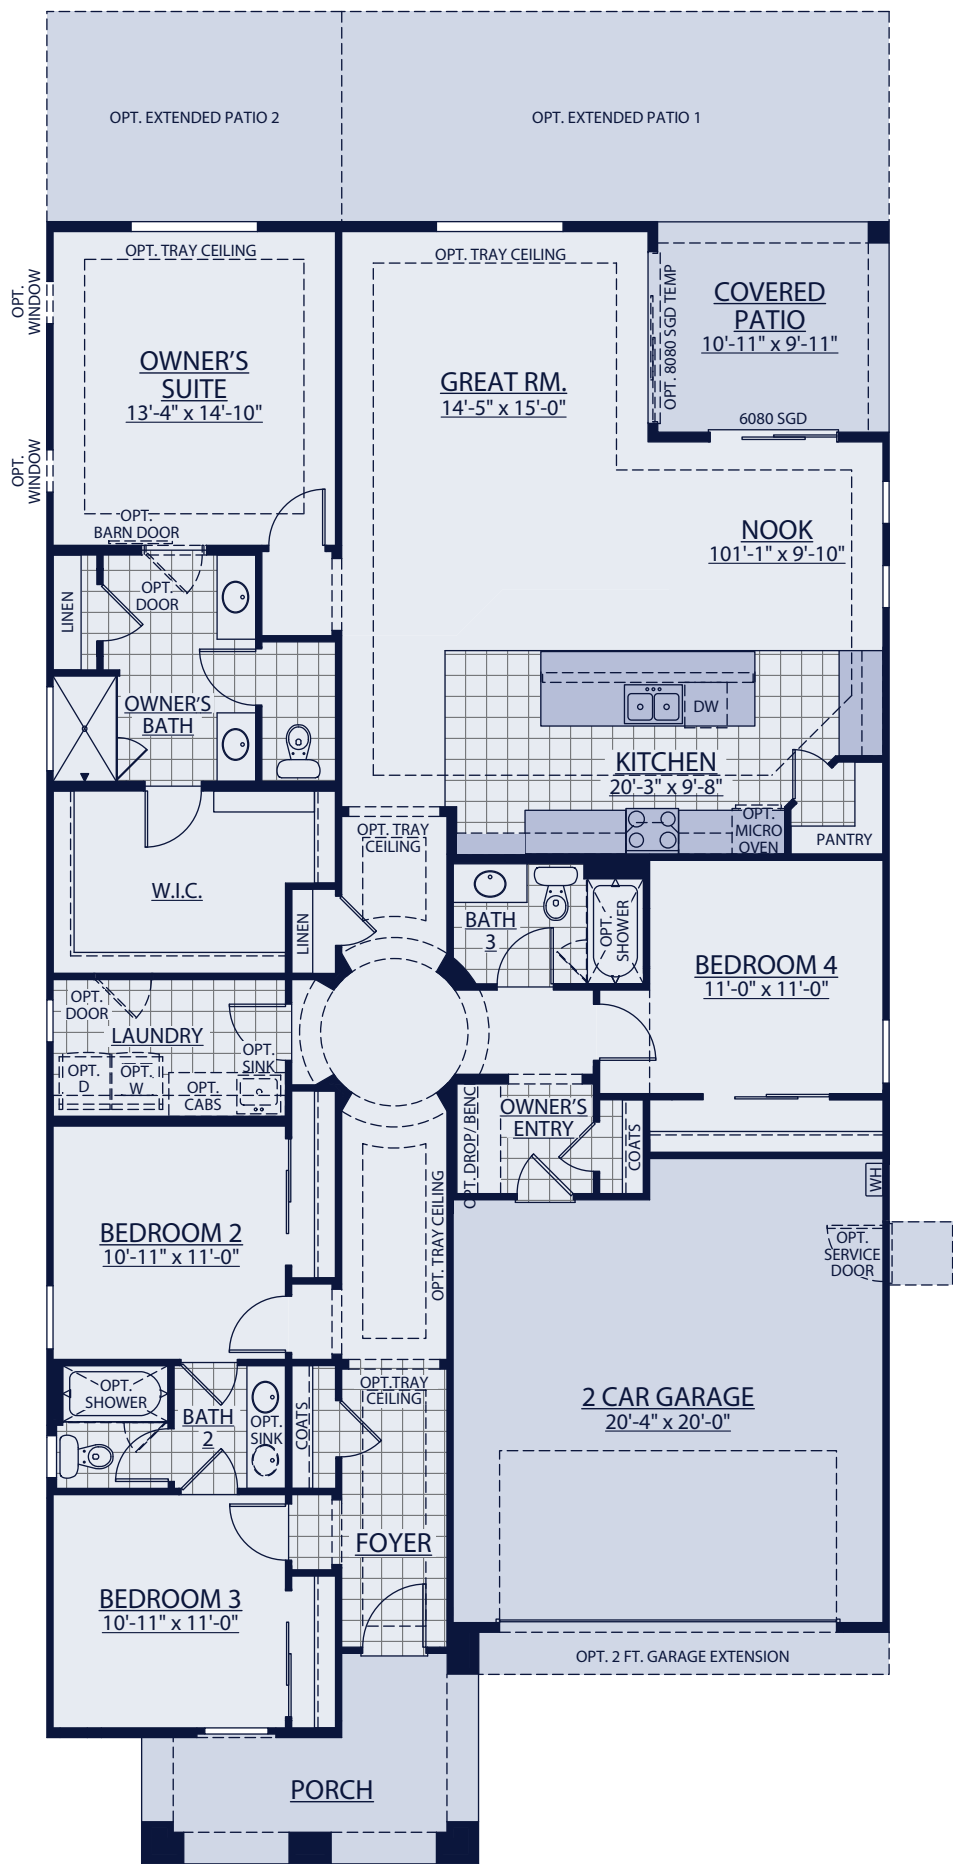 OPT. EXTENDED PATIO 2
OPT. EXTENDED PATIO 1
OPT. TRAY CEILING
OPT. WINDOW
OWNER'S
SUITE
13'-4" x 14'-10"
OPT. WINDOW
OPT.
BARN DOOR
OPT. TRAY CEILING
GREAT RM.
14'-5" x 15'-0"
OPT. 8080 SGD TEMP
COVERED
PATIO
10'-11" x 9'-11"
6080 SGD
NOOK
101'-1" x 9'-10"
LINEN
OPT.
DOOR
OWNER'S
BATH
DW
KITCHEN
20'-3" x 9'-8"
OPT.
MICRO
OVEN
PANTRY
W.I.C.
OPT. TRAY
CEILING
LINEN
BATH
3
OPT.
SHOWER
BEDROOM 4
11'-0" x 11'-0"
OPT.
DOOR
LAUNDRY
OPT.
SINK
OPT.
D
OPT.
W
OPT.
CABS
OPT. DROP/ BENC
OWNER'S
ENTRY
COATS
WH
OPT. TRAY CEILING
BEDROOM 2
10'-11" x 11'-0"
OPT.
SERVICE
DOOR
OPT.
SHOWER
BATH
2
OPT.
SINK
COATS
OPT.TRAY
CEILING
2 CAR GARAGE
20'-4" x 20'-0"
FOYER
BEDROOM 3
10'-11" x 11'-0"
OPT. 2 FT. GARAGE EXTENSION
PORCH